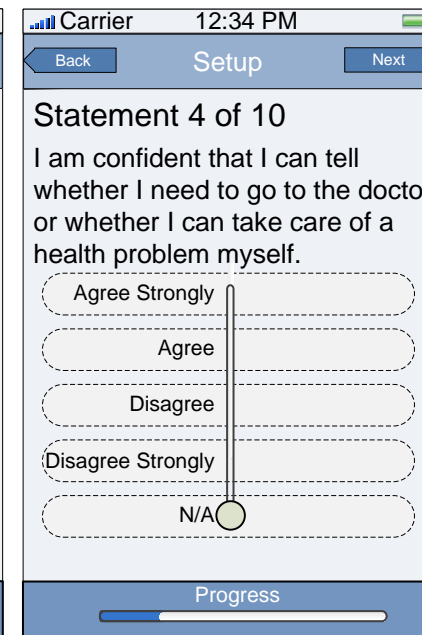 Carrier 12:34 PM
Back Setup Next
Statement 4 of 10
I am confident that I can tell
whether I need to go to the docto
or whether I can take care of a
health problem myself.
Agree Strongly
Agree
Disagree
Disagree Strongly
N/A
Progress